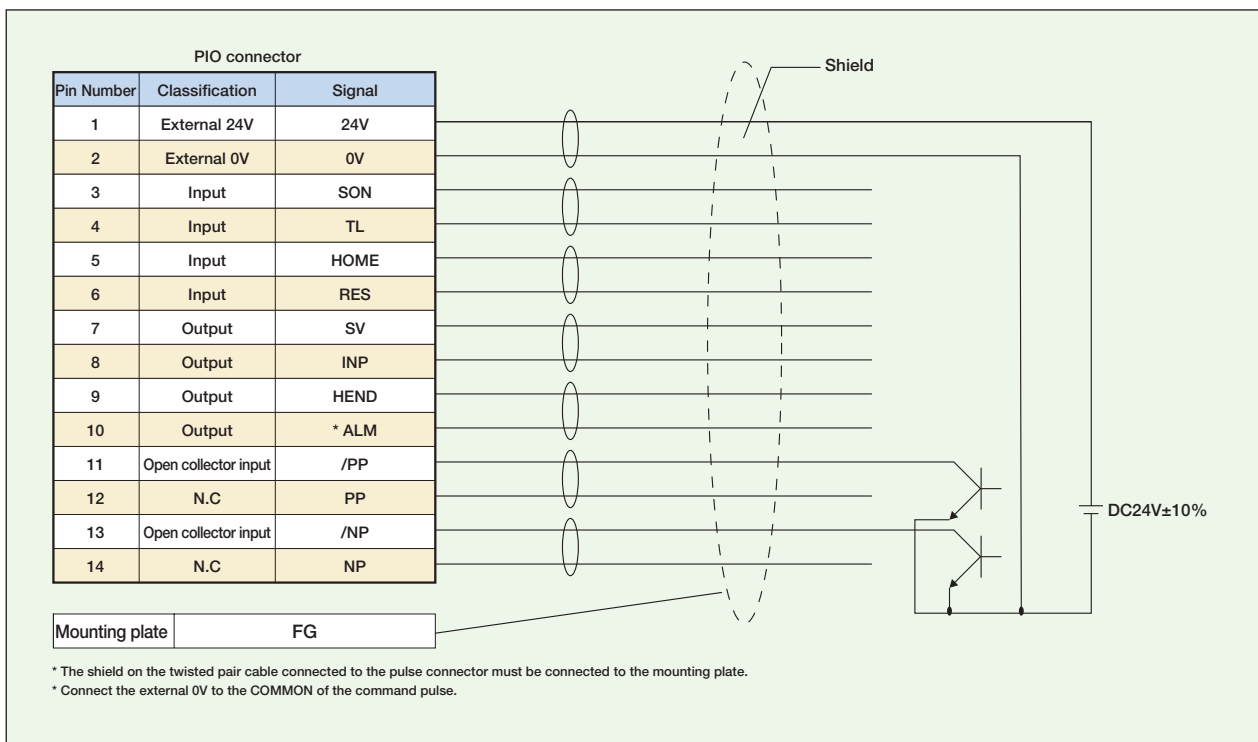 PIO connector
Shield
Pin Number Classification Signal
1 External 24V 24V
2 External 0V 0V
3 Input SON
4 Input TL
5 Input HOME
6 Input RES
7 Output SV
8 Output INP
9 Output HEND
10 Output * ALM
11 Open collector input /PP
12 N.C PP
13 Open collector input /NP
14 N.C NP
DC24V±10%
Mounting plate FG
* The shield on the twisted pair cable connected to the pulse connector must be connected to the mounting plate.
* Connect the external 0V to the COMMON of the command pulse.